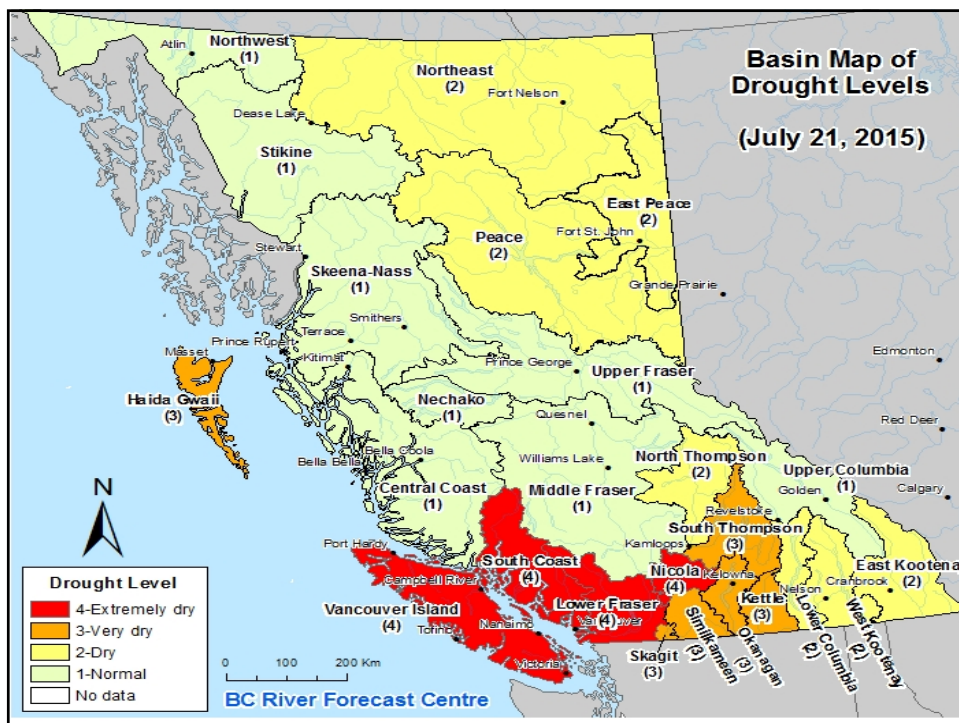 Basin Map of
Drought Levels
(July 21, 2015)
Atlin
Northwest
(1)
Northeast
(2)
Fort Nelson
Dease Lake
Stikine
(1)
East Peace
(2)
Fort St. John
Peace
(2)
Stewart
Skeena-Nass
(1)
Grande Prairie
Smithers
Terrace
Prince Rupert
Kitimat
Masset
Edmonton
Prince George
Upper Fraser
(1)
Haida Gwaii
(3)
Nechako
(1)
Quesnel
Red Deer
Bella Coola
Bella Bella
Williams Lake
North Thompson
(2)
Upper Columbia
(1)
Golden
Calgary
Central Coast
(1)
Middle Fraser
(1)
Revelstoke
South Thompson
(3)
N
Port Hardy
Kamloops
South Coast
(4)
Nicola
(4)
East Kootena
(2)
Campbell River
Kelowna
Cranbrook
Nelson
Kettle
(3)
Vancouver Island
(4)
Lower Fraser
(4)
Tofino
Nanaimo
Victoria
Skagit
(3)
Similkameen
(3)
Okanagan
(3)
Lower Columbia
(2)
West Kootenay
(2)
Drought Level
4-Extremely dry
3-Very dry
2-Dry
1-Normal
No data
0 100 200 Km
BC River Forecast Centre